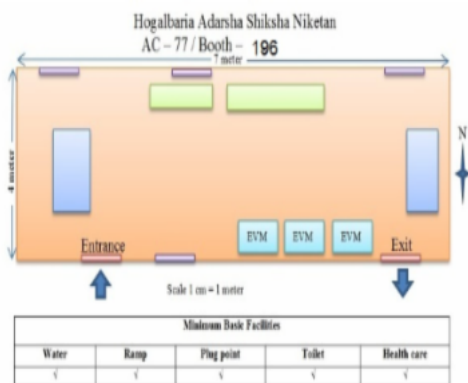 Hogalbaria Adarsha Shiksha Niketan
AC – 77 / Booth – 196
7 meter
4 meter
N
EVM EVM EVM
Entrance
Exit
Scale 1 cm = 1 meter
Minimum Basic Facilities
Water Ramp Plug point Toilet Health care
√ √ √ √ √